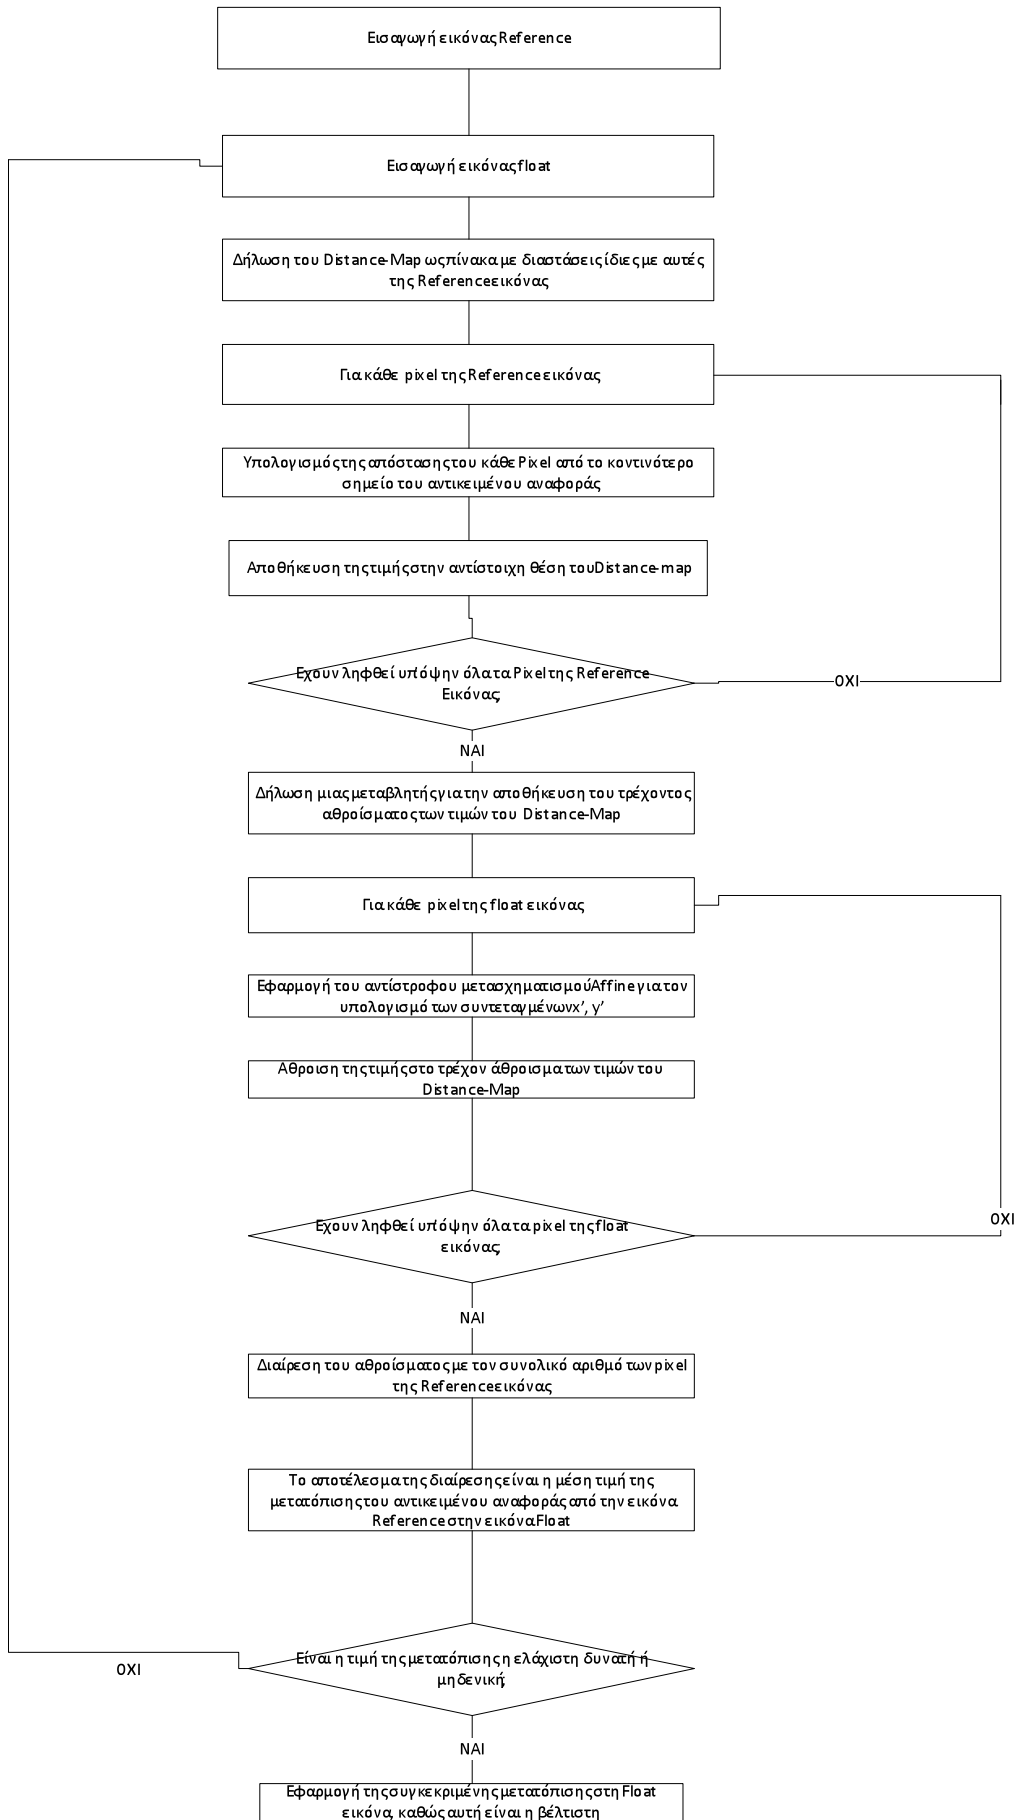 Εισαγωγή εικόνας Reference
Εισαγωγή εικόνας float
Δήλωση του Distance-Map ως πίνακα με διαστάσεις ίδιες με αυτές
της Reference εικόνας
Για κάθε pixel της Reference εικόνας
Υπολογισμός της απόστασης του κάθε Pixel από το κοντινότερο
σημείο του αντικειμένου αναφοράς
Αποθήκευση της τιμής στην αντίστοιχη θέση του Distance-map
Εχουν ληφθεί υπ'όψην όλα τα Pixel της Reference
Εικόνας;
ΟΧΙ
ΝΑΙ
Δήλωση μιας μεταβλητής για την αποθήκευση του τρέχοντος
αθροίσματος των τιμών του Distance-Map
Για κάθε pixel της float εικόνας
Εφαρμογή του αντίστροφου μετασχηματισμού Affine για τον
υπολογισμό των συντεταγμένων x', y'
Αθροιση της τιμής στο τρέχον άθροισμα των τιμών του
Distance-Map
Εχουν ληφθεί υπ'όψην όλα τα pixel της float
εικόνας;
ΟΧΙ
ΝΑΙ
Διαίρεση του αθροίσματος με τον συνολικό αριθμό των pixel
της Reference εικόνας
Το αποτέλεσμα της διαίρεσης είναι η μέση τιμή της
μετατόπισης του αντικειμένου αναφοράς από την εικόνα
Reference στην εικόνα Float
Είναι η τιμή της μετατόπισης η ελάχιστη δυνατή ή
μηδενική;
ΟΧΙ
ΝΑΙ
Εφαρμογή της συγκεκριμένης μετατόπισης στη Float
εικόνα, καθώς αυτή είναι η βέλτιστη